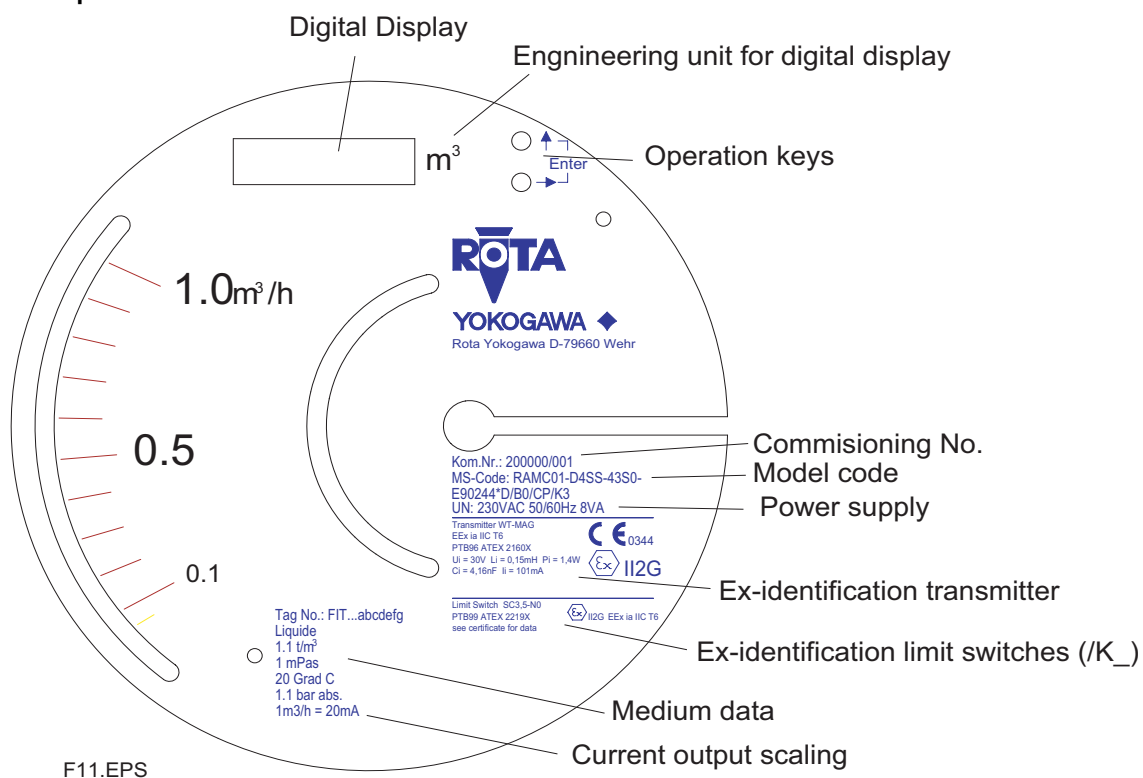 Digital Display
Engnineering unit for digital display
m³
Enter
Operation keys
ROTA
YOKOGAWA
Rota Yokogawa D-79660 Wehr
1.0m³/h
0.5
0.1
Commisioning No.
Kom.Nr.: 200000/001
Model code
MS-Code: RAMC01-D4SS-43S0-
E90244*D/B0/CP/K3
Power supply
UN: 230VAC 50/60Hz 8VA
Transmitter WT-MAG
EEx ia IIC T6
PTB96 ATEX 2160X
Ui = 30V Li = 0,15mH Pi = 1,4W
Ci = 4,16nF Ii = 101mA
CE 0344
Ex II2G
Ex-identification transmitter
Limit Switch SC3,5-N0
PTB99 ATEX 2219X
see certificate for data
Ex II2G EEx ia IIC T6
Ex-identification limit switches (/K_)
Tag No.: FIT...abcdefg
Liquide
1.1 t/m³
1 mPas
20 Grad C
1.1 bar abs.
1m3/h = 20mA
Medium data
Current output scaling
F11.EPS